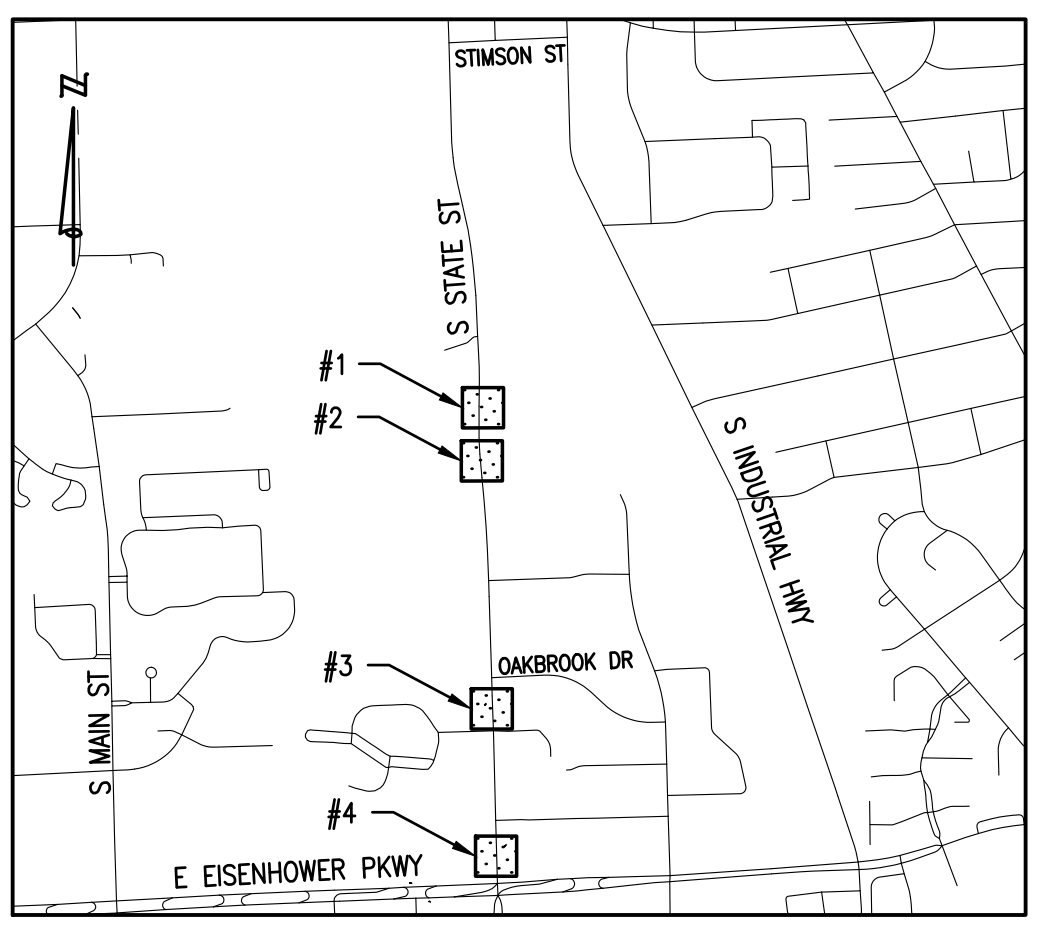 STIMSON ST
Z
S STATE ST
#1
#2
S INDUSTRIAL HWY
OAKBROOK DR
#3
S MAIN ST
#4
E EISENHOWER PKWY